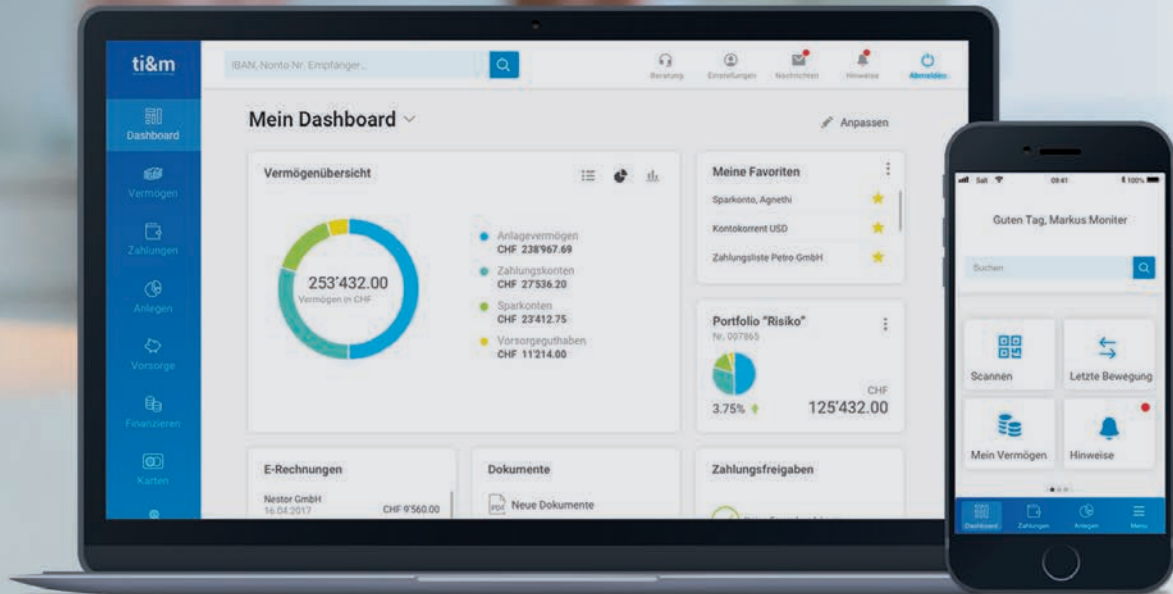 ti&m
IBAN, Nonto-Nr. Empfänger...
Beratung
Einstellungen
Nachrichten
Hinweise
Abmelden
Dashboard
Vermögen
Zahlungen
Anlegen
Vorsorge
Finanzieren
Karten
Mein Dashboard
Anpassen
Vermögenübersicht
253'432.00
Vermögen in CHF
Anlagevermögen
CHF 238'967.69
Zahlungskonten
CHF 27'536.20
Sparkonten
CHF 23'412.75
Vorsorgeguthaben
CHF 11'214.00
Meine Favoriten
Sparkonto, Agnethi
Kontokorrent USD
Zahlungsliste Petro GmbH
Portfolio "Risiko"
Nr. 007865
3.75%
CHF
125'432.00
E-Rechnungen
Nestor GmbH
16.04.2017 CHF 9'560.00
Dokumente
PDF Neue Dokumente
Zahlungsfreigaben
Salt 09:41 100%
Guten Tag, Markus Moniter
Suchen
Scannen
Letzte Bewegung
Mein Vermögen
Hinweise
Dashboard Zahlungen Anlegen Menu